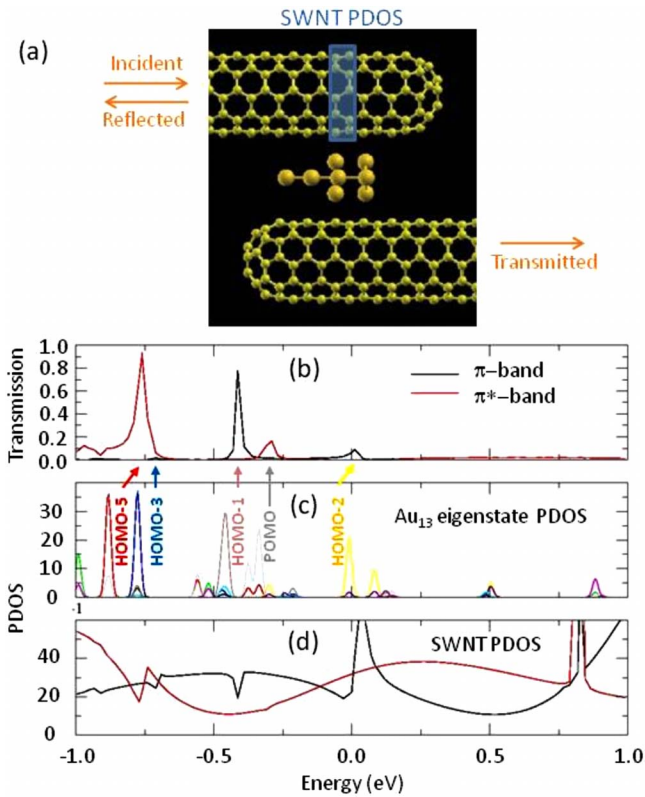 SWNT PDOS
(a)
Incident
Reflected
Transmitted
Transmission
1.0
0.8
0.6
0.4
0.2
0.0
(b)
π-band
π*-band
HOMO-5
HOMO-3
HOMO-1
POMO
HOMO-2
(c)
Au13 eigenstate PDOS
30
20
10
0
-1
PDOS
(d)
SWNT PDOS
40
20
0
-1.0
-0.5
0.0
0.5
1.0
Energy (eV)